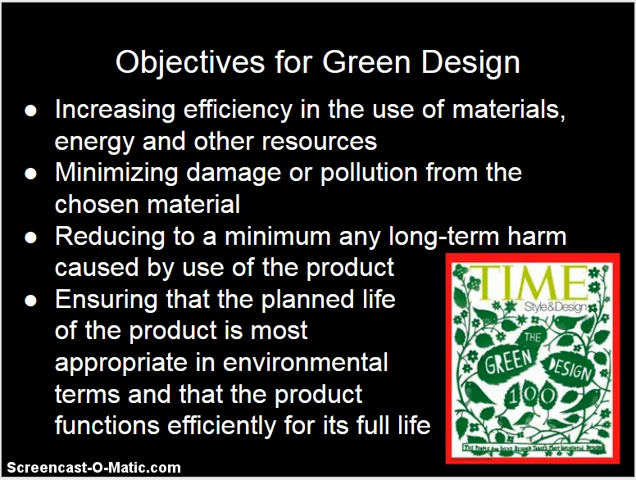 Objectives for Green Design
● Increasing efficiency in the use of materials,
energy and other resources
● Minimizing damage or pollution from the
chosen material
● Reducing to a minimum any long-term harm
caused by use of the product
● Ensuring that the planned life
of the product is most
appropriate in environmental
terms and that the product
functions efficiently for its full life
TIME
Style&Design
THE
GREEN
DESIGN
100
Screencast-O-Matic.com